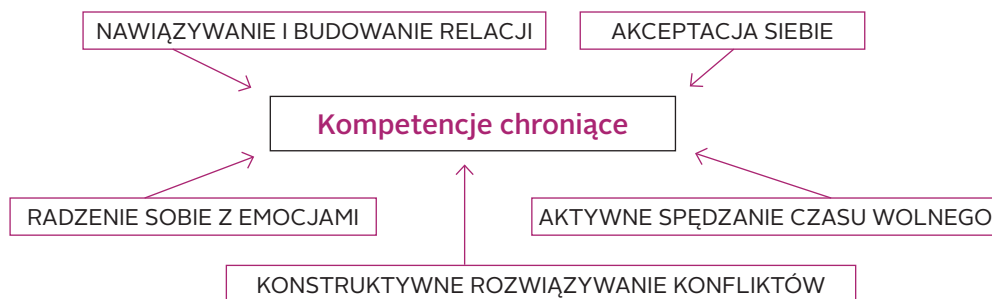 NAWIĄZYWANIE I BUDOWANIE RELACJI
AKCEPTACJA SIEBIE
Kompetencje chroniące
RADZENIE SOBIE Z EMOCJAMI
AKTYWNE SPĘDZANIE CZASU WOLNEGO
KONSTRUKTYWNE ROZWIĄZYWANIE KONFLIKTÓW